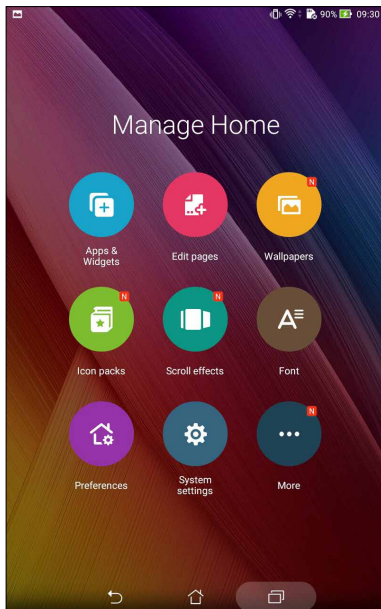 90% 09:30
Manage Home
N
Apps &
Widgets
Edit pages
Wallpapers
N
N
Icon packs
Scroll effects
A
Font
N
Preferences
System
settings
More